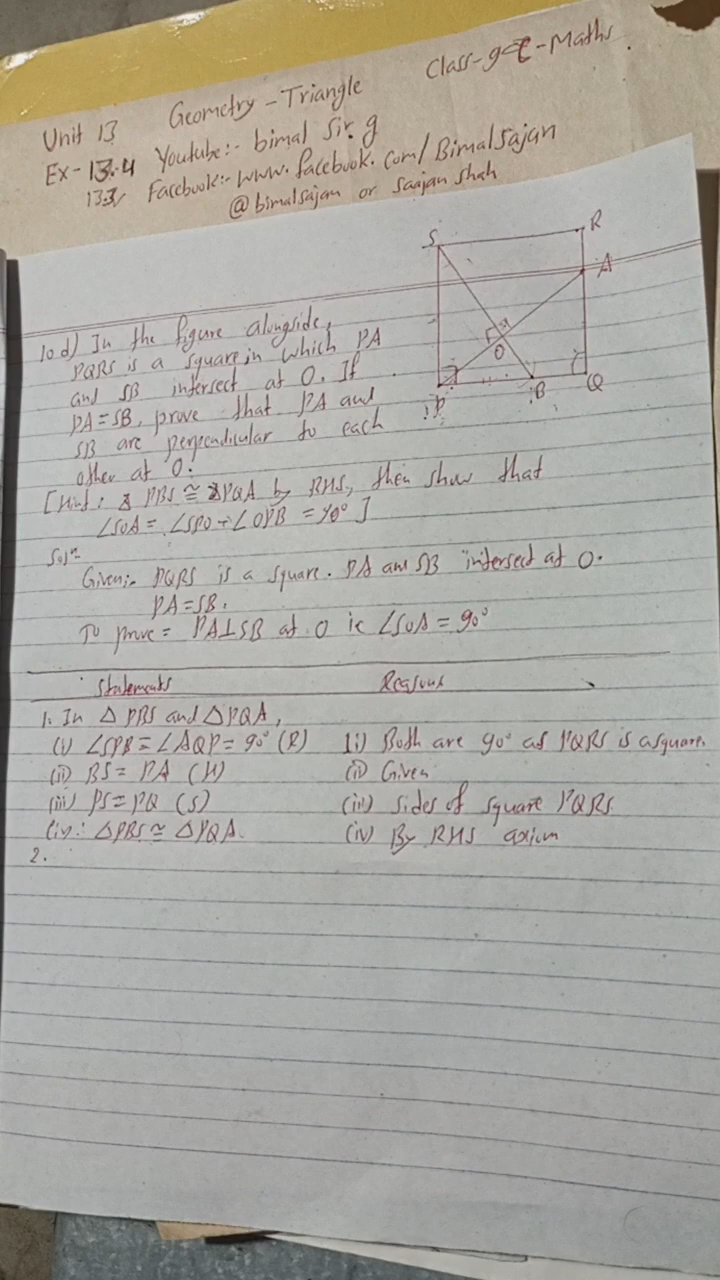 Unit 13 Geometry - Triangle Class - 9 - Maths
Ex - 13.4 Youtube:- bimal sir g
13.3 Facebook:- www.facebook.com/Bimalsajan
@bimalsajan or saajan shah
S
R
A
O
P
B
Q
10.d) In the figure alongside,
PQRS is a square in which PA
and SB intersect at O. If
PA = SB, prove that PA and
SB are perpendicular to each
other at O.
[Hint: PBS ≅ PQA by RHS, then show that
∠SOA = ∠SPO + ∠OPB = 90° ]
Solⁿ
Given:- PQRS is a square. PA and SB intersect at O.
PA = SB.
To prove = PA⊥SB at O ie ∠SOA = 90°
Statements Reasons
1. In △PBS and △PQA,
(i) ∠SPB = ∠AQP = 90° (R) (i) Both are 90° as PQRS is a square.
(ii) BS = PA (H) (ii) Given
(iii) PS = PQ (S) (iii) sides of square PQRS
(iv) ∴ △PBS ≅ △PQA. (iv) By RHS axiom
2.